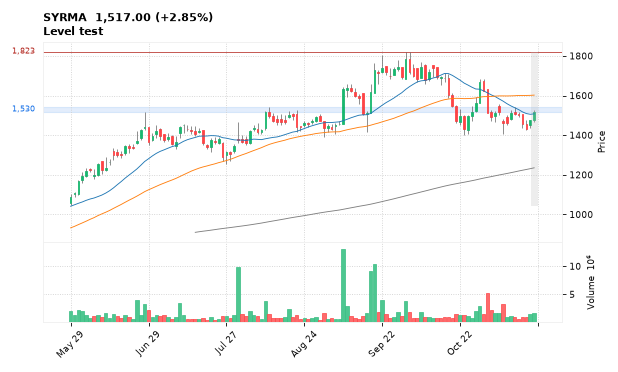 SYRMA 1,517.00 (+2.85%)
Level test
1,823
1,530
1800
1600
1400
1200
1000
Price
10
5
Volume 10⁶
May 29
Jun 29
Jul 27
Aug 24
Sep 22
Oct 22